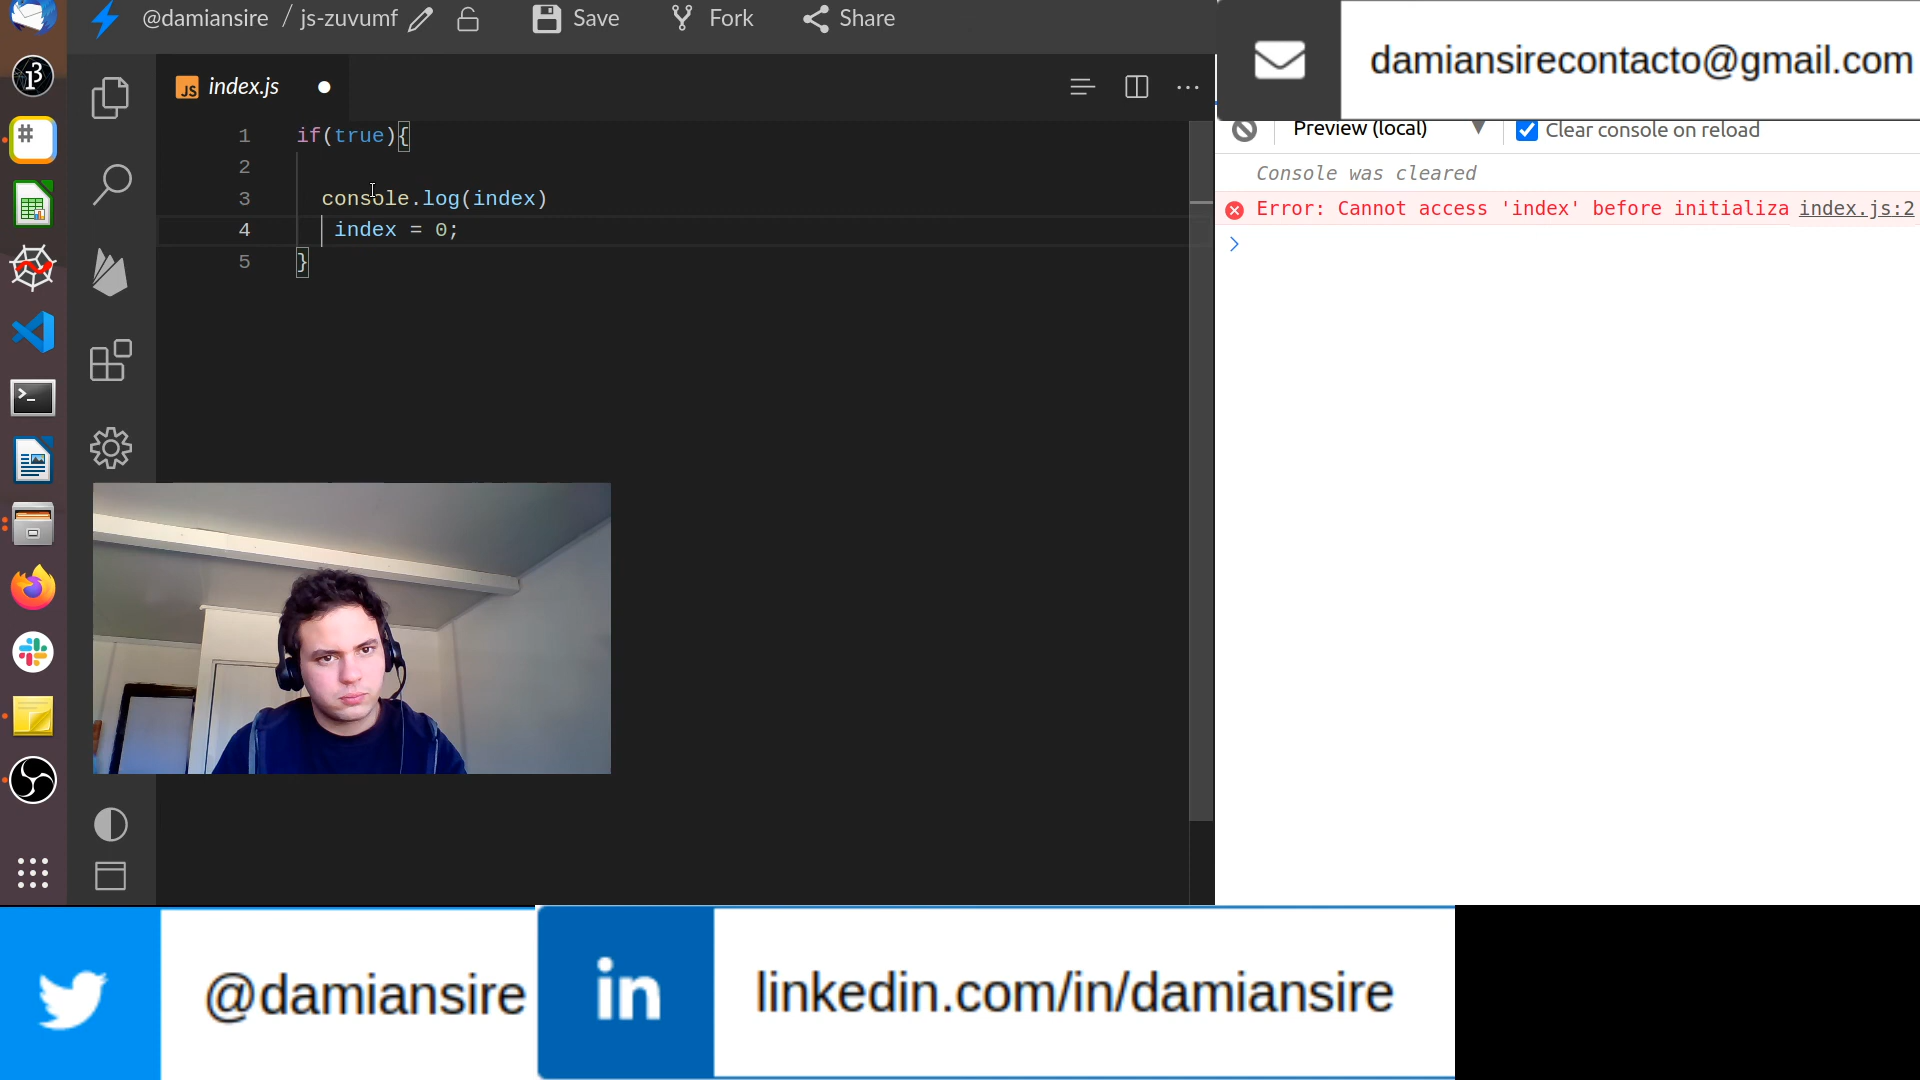 @damiansire / js-zuvumf Save Fork Share
damiansirecontacto@gmail.com
JS index.js
Preview (local) Clear console on reload
1 if(true){
2
3 console.log(index)
4 index = 0;
5 }
Console was cleared
Error: Cannot access 'index' before initializa index.js:2
@damiansire
in linkedin.com/in/damiansire